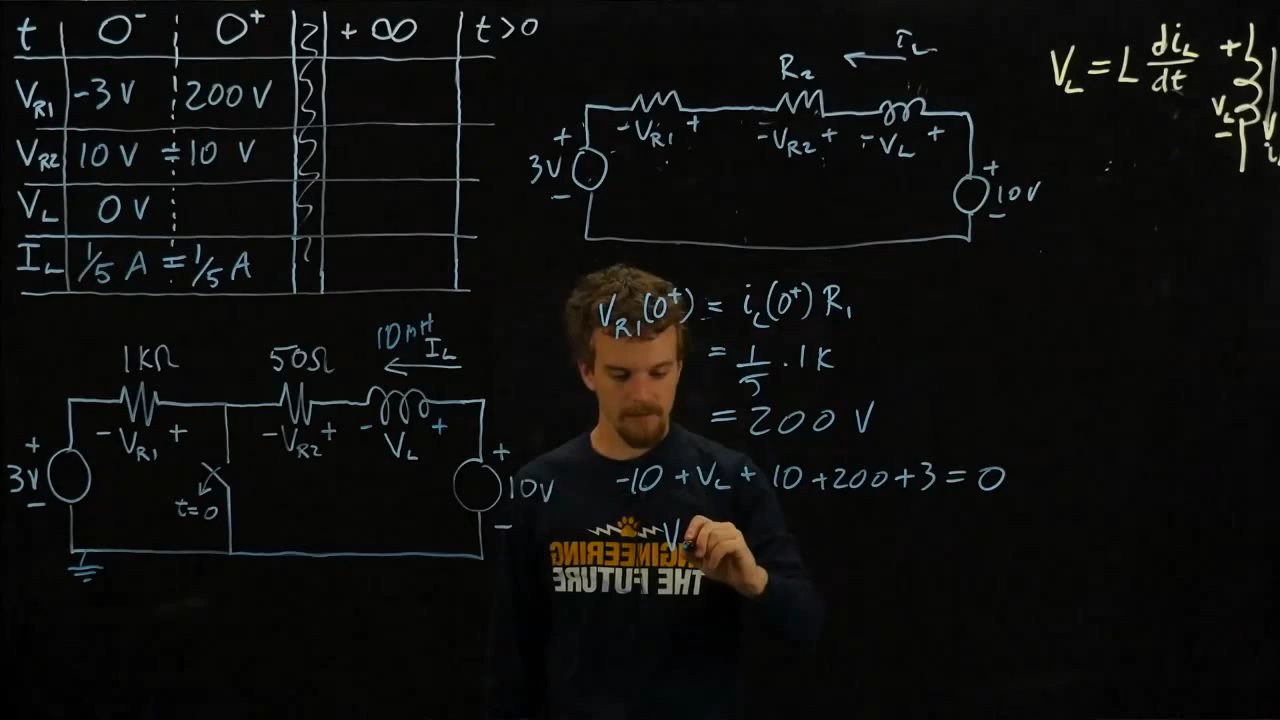 t 0⁻ 0⁺ + ∞ t > 0
V_R1 -3 V 200 V
V_R2 10 V = 10 V
V_L 0 V
I_L 1/5 A = 1/5 A
R₂ i_L
- V_R1 + - V_R2 + - V_L +
+ 3V - + 10V -
V_L = L di_L/dt
+ V_L -
V_R1(0⁺) = i_L(0⁺) R₁
= 1/5 . 1K
= 200 V
-10 + V_L + 10 + 200 + 3 = 0
V
1KΩ 50Ω 10mH I_L
- V_R1 + - V_R2 + - V_L +
+ 3V - t=0 + 10V -
ENGINEERING
THE FUTURE